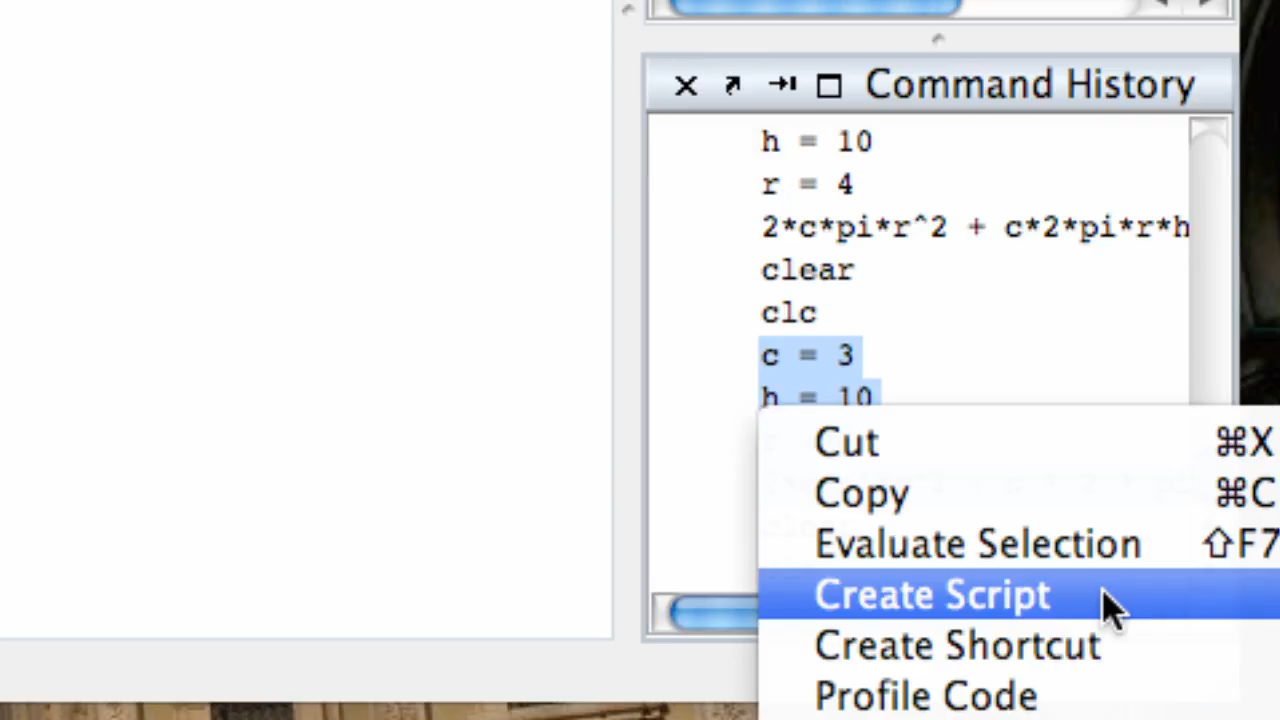 Command History
h = 10
r = 4
2*c*pi*r^2 + c*2*pi*r*h
clear
clc
c = 3
h = 10
Cut ⌘X
Copy ⌘C
Evaluate Selection ⇧F7
Create Script
Create Shortcut
Profile Code